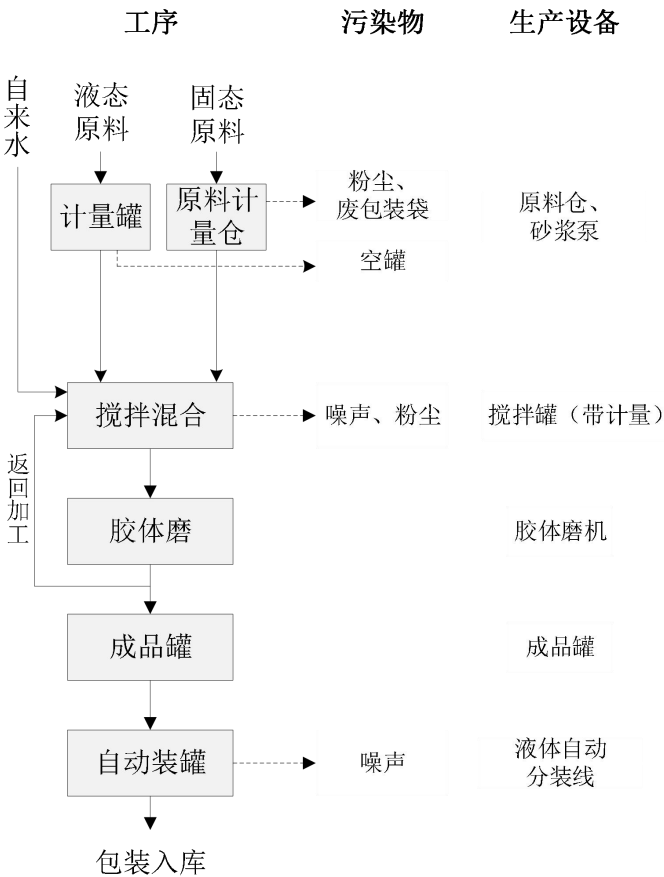 工序 污染物 生产设备
自来水
液态
原料
固态
原料
计量罐
原料计
量仓
粉尘、
废包装袋
原料仓、
砂浆泵
空罐
搅拌混合
噪声、粉尘
搅拌罐（带计量）
返回加工
胶体磨
胶体磨机
成品罐
成品罐
自动装罐
噪声
液体自动
分装线
包装入库